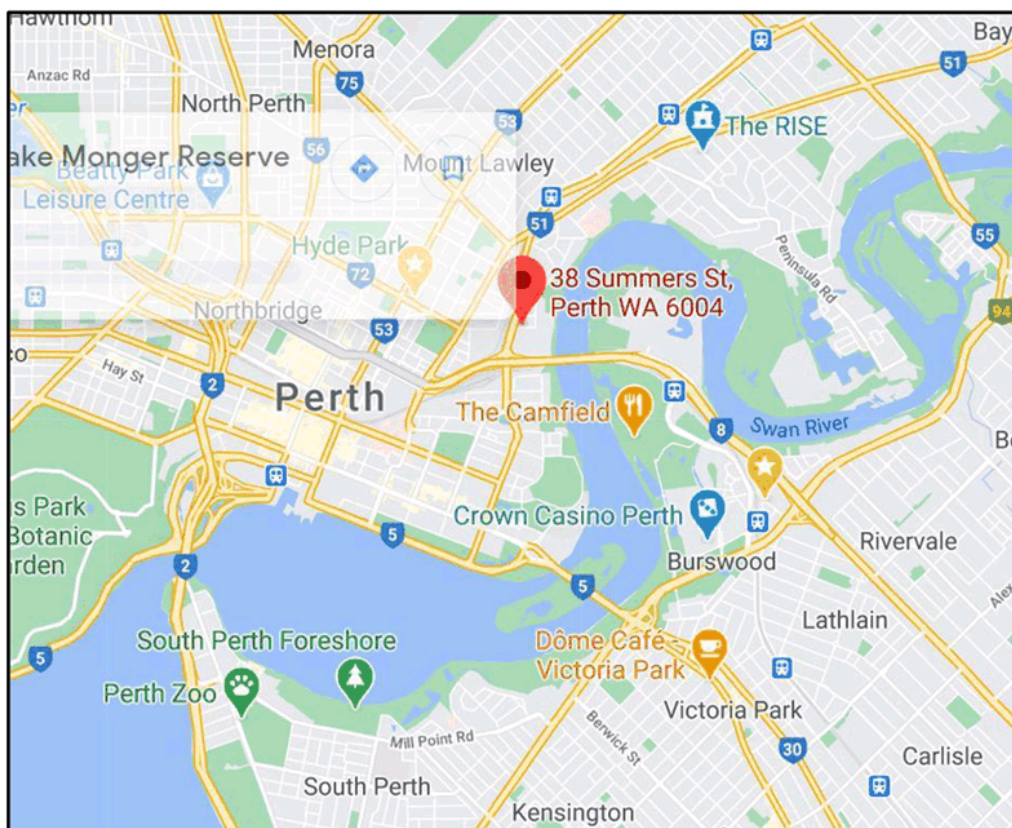 Hawthorn
Menora
Bay
51
Anzac Rd
75
North Perth
53
The RISE
56
ake Monger Reserve
Mount Lawley
Beatty Park
Leisure Centre
51
55
Hyde Park
72
Peninsula Rd
38 Summers St,
Perth WA 6004
Northbridge
53
94
co
Hay St
2
Perth
The Camfield
8
Swan River
s Park
Botanic
arden
Crown Casino Perth
5
Burswood
Rivervale
2
5
Alex
Lathlain
South Perth Foreshore
5
Dôme Café -
Victoria Park
Perth Zoo
Victoria Park
Mill Point Rd
Berwick St
30
Carlisle
South Perth
Kensington